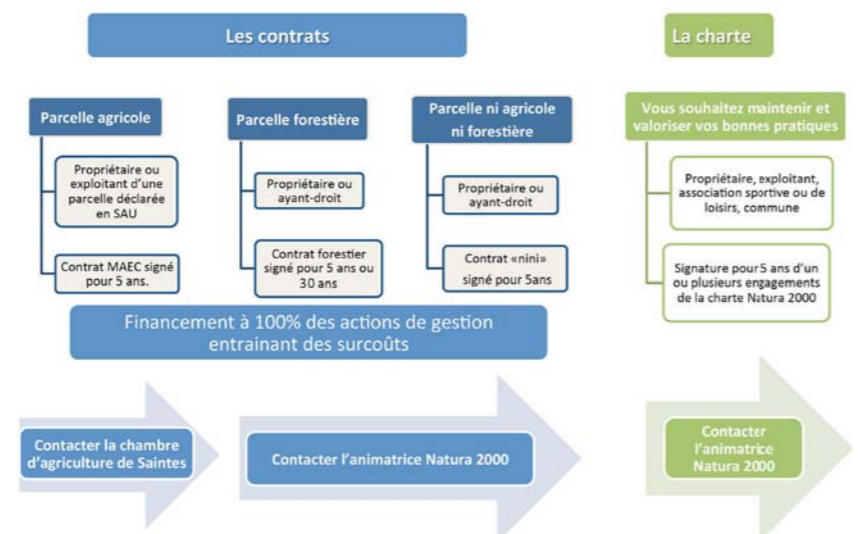 Les contrats
La charte
Parcelle agricole
Propriétaire ou
exploitant d'une
parcelle déclarée
en SAU
Contrat MAEC signé
pour 5 ans.
Parcelle forestière
Propriétaire ou
ayant-droit
Contrat forestier
signé pour 5 ans ou
30 ans
Parcelle ni agricole
ni forestière
Propriétaire ou
ayant-droit
Contrat «nini»
signé pour 5ans
Vous souhaitez maintenir et
valoriser vos bonnes pratiques
Propriétaire, exploitant,
association sportive ou de
loisirs, commune
Signature pour 5 ans d'un
ou plusieurs engagements
de la charte Natura 2000
Financement à 100% des actions de gestion
entrainant des surcoûts
Contacter la chambre
d'agriculture de Saintes
Contacter l'animatrice Natura 2000
Contacter
l'animatrice
Natura 2000